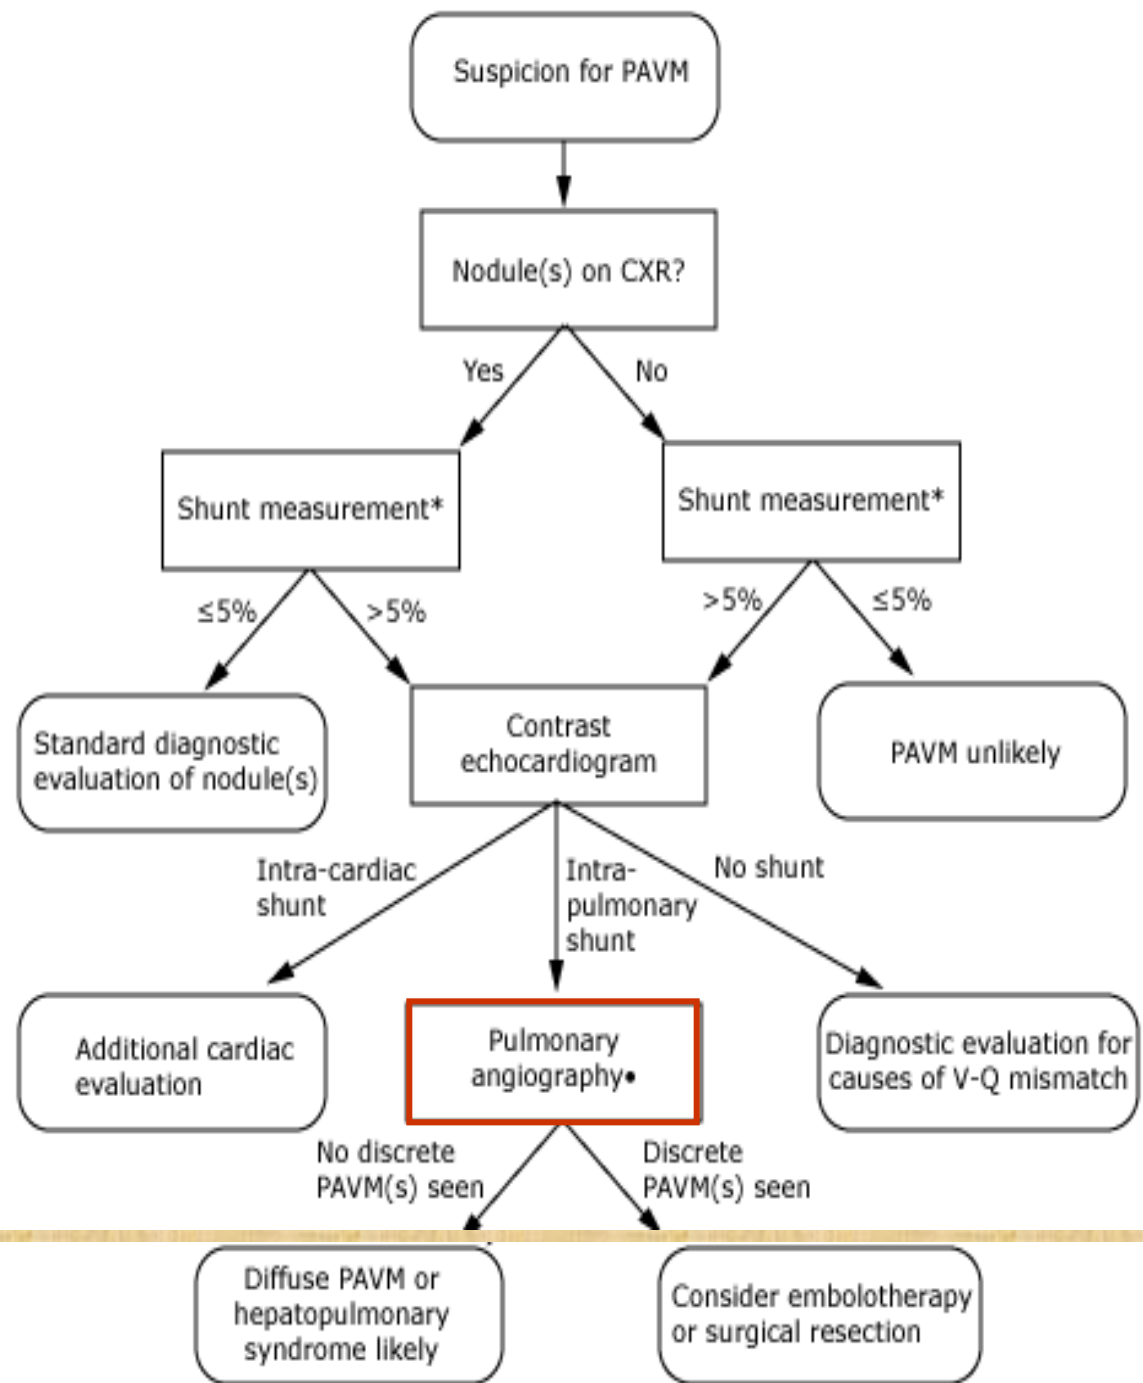 Suspicion for PAVM
Nodule(s) on CXR?
Yes
No
Shunt measurement*
Shunt measurement*
≤5%
>5%
>5%
≤5%
Standard diagnostic
evaluation of nodule(s)
Contrast
echocardiogram
PAVM unlikely
Intra-cardiac
shunt
Intra-
pulmonary
shunt
No shunt
Additional cardiac
evaluation
Pulmonary
angiography•
Diagnostic evaluation for
causes of V-Q mismatch
No discrete
PAVM(s) seen
Discrete
PAVM(s) seen
Diffuse PAVM or
hepatopulmonary
syndrome likely
Consider embolotherapy
or surgical resection